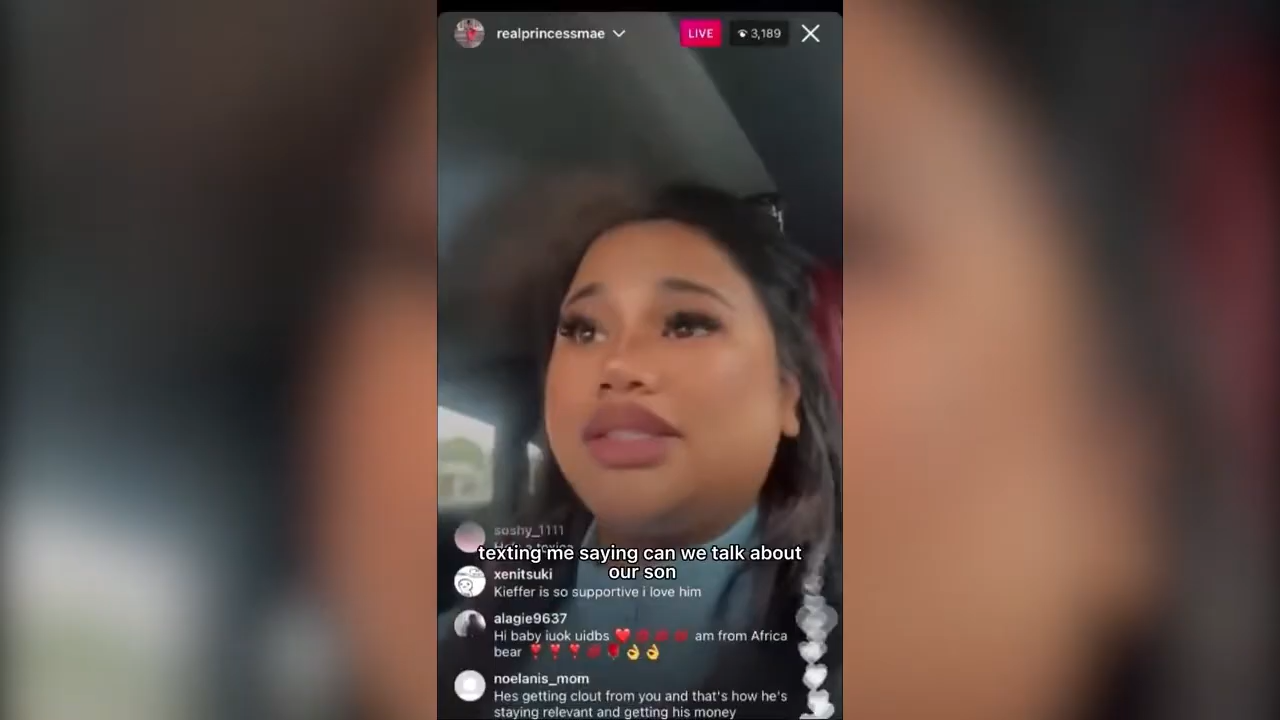 realprincessmae
LIVE
3,189
soshy_1111
texting me saying can we talk about
our son
xenitsuki
Kieffer is so supportive i love him
alagie9637
Hi baby iuok uidbs ❤️💋💋💋 am from Africa
bear ❣️❣️❣️💋🌹👌👌
noelanis_mom
Hes getting clout from you and that's how he's
staying relevant and getting his money